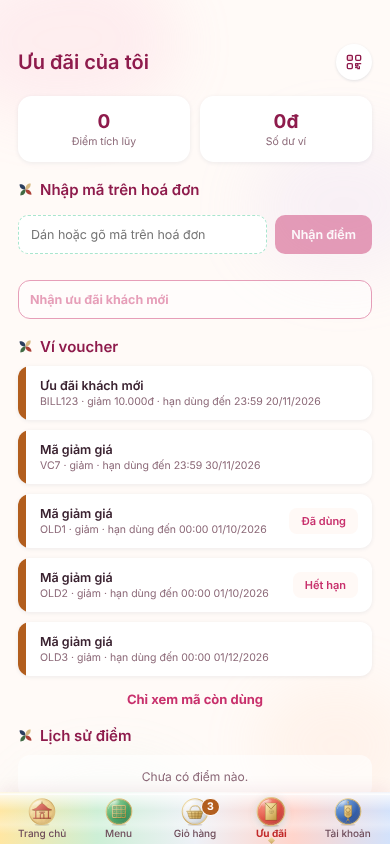 Ưu đãi của tôi
0
Điểm tích lũy
0đ
Số dư ví
Nhập mã trên hoá đơn
Dán hoặc gõ mã trên hoá đơn
Nhận điểm
Nhận ưu đãi khách mới
Ví voucher
Ưu đãi khách mới
BILL123 · giảm 10.000đ · hạn dùng đến 23:59 20/11/2026
Mã giảm giá
VC7 · giảm · hạn dùng đến 23:59 30/11/2026
Mã giảm giá
OLD1 · giảm · hạn dùng đến 00:00 01/10/2026
Đã dùng
Mã giảm giá
OLD2 · giảm · hạn dùng đến 00:00 01/10/2026
Hết hạn
Mã giảm giá
OLD3 · giảm · hạn dùng đến 00:00 01/12/2026
Chỉ xem mã còn dùng
Lịch sử điểm
Chưa có điểm nào.
3
Trang chủ
Menu
Giỏ hàng
Ưu đãi
Tài khoản